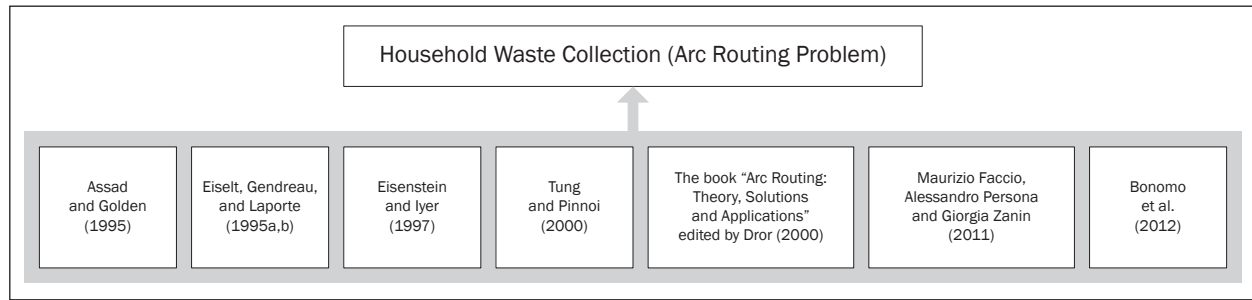 Household Waste Collection (Arc Routing Problem)
Assad
and Golden
(1995)
Eiselt, Gendreau,
and Laporte
(1995a,b)
Eisenstein
and Iyer
(1997)
Tung
and Pinnoi
(2000)
The book "Arc Routing:
Theory, Solutions
and Applications"
edited by Dror (2000)
Maurizio Faccio,
Alessandro Persona
and Giorgia Zanin
(2011)
Bonomo
et al.
(2012)